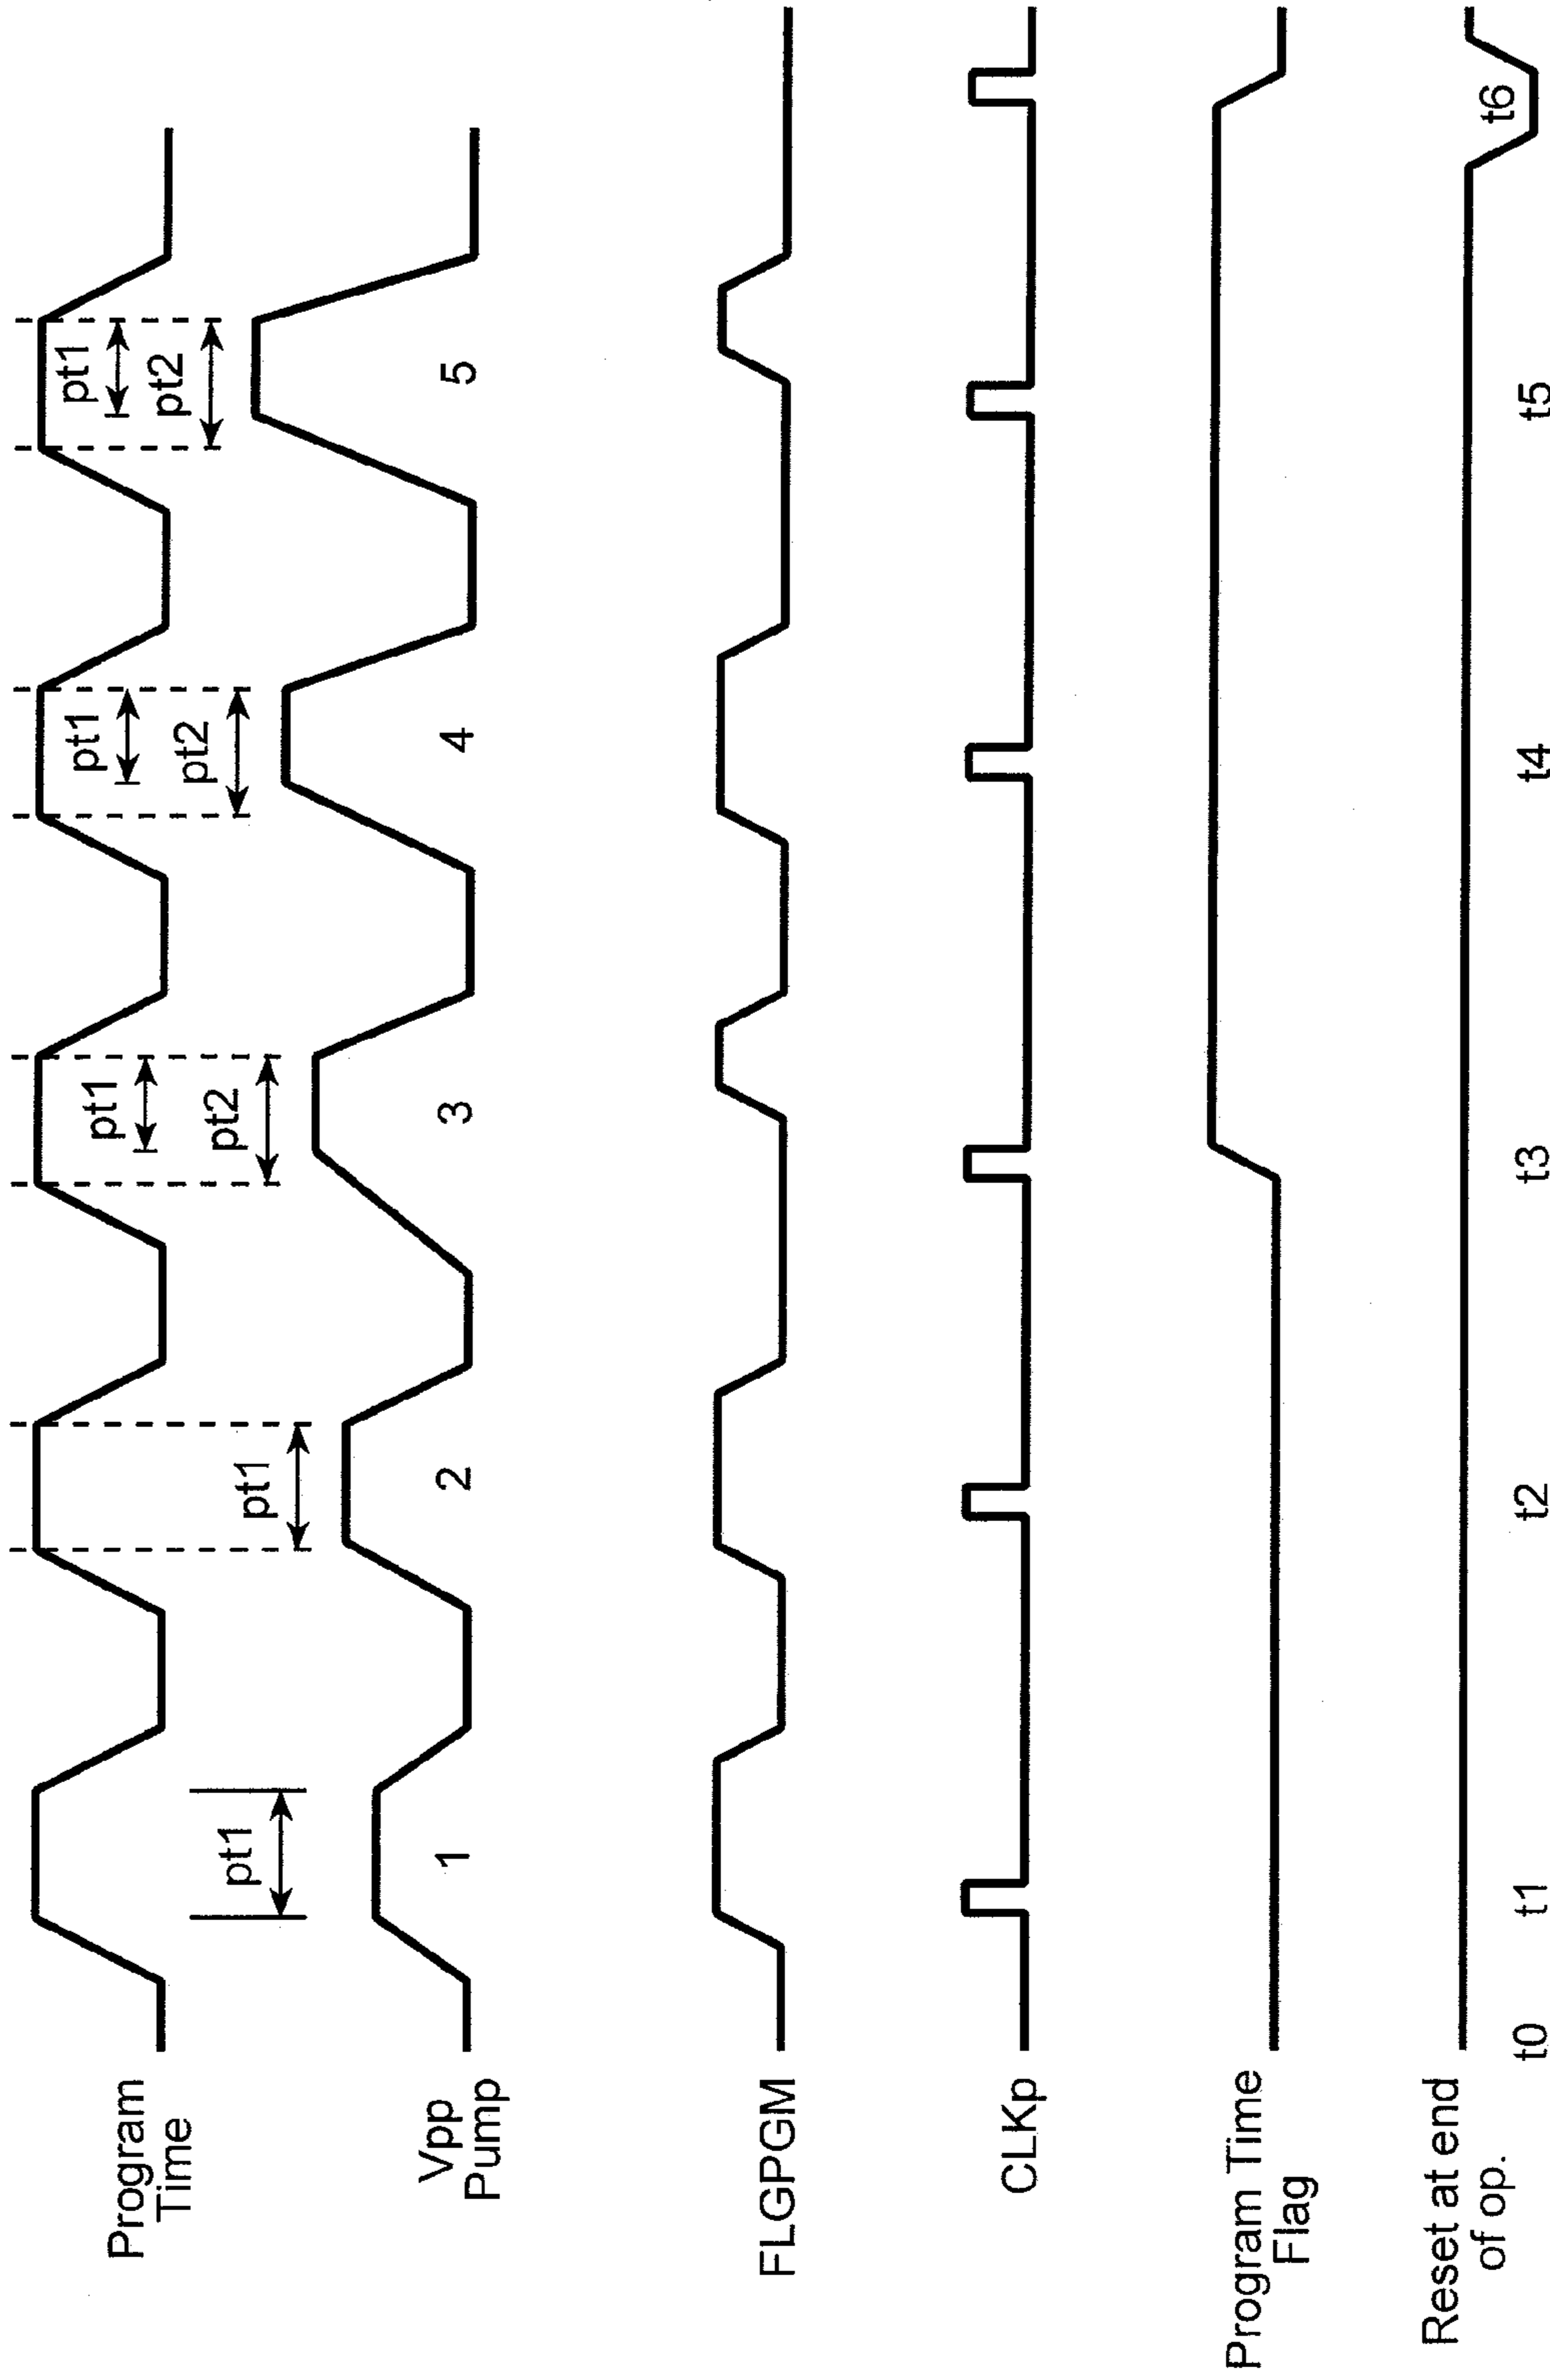 Program
Time
pt1
pt1
pt1
pt2
pt1
pt2
pt1
pt2
Vpp
Pump
1
2
3
4
5
FLGPGM
CLKp
Program Time
Flag
Reset at end
of op.
t6
t0
t1
t2
t3
t4
t5